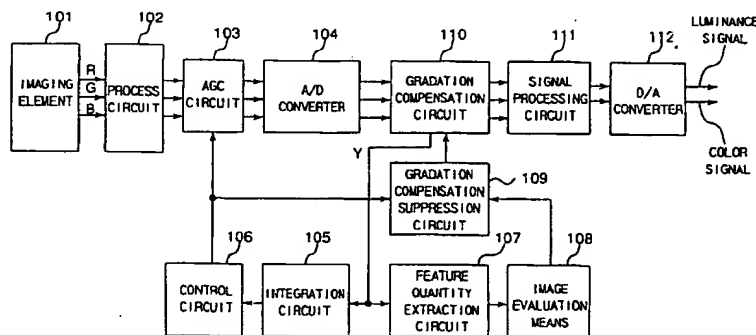 101
102
103
104
110
111
112
LUMINANCE
SIGNAL
IMAGING
ELEMENT
R
G
B
PROCESS
CIRCUIT
AGC
CIRCUIT
A/D
CONVERTER
GRADATION
COMPENSATION
CIRCUIT
SIGNAL
PROCESSING
CIRCUIT
D/A
CONVERTER
COLOR
SIGNAL
Y
GRADATION
COMPENSATION
SUPPRESSION
CIRCUIT
109
106
105
107
108
CONTROL
CIRCUIT
INTEGRATION
CIRCUIT
FEATURE
QUANTITY
EXTRACTION
CIRCUIT
IMAGE
EVALUATION
MEANS